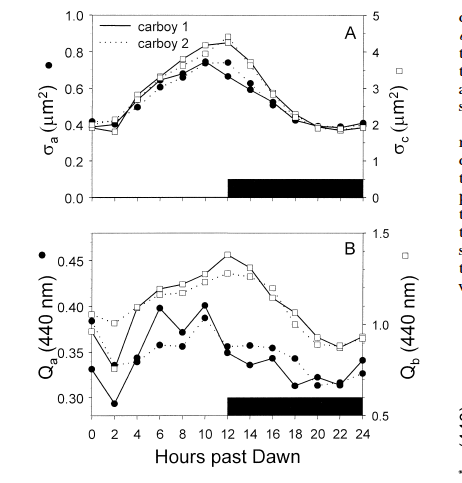 1.0 5
carboy 1 A
carboy 2
0.8 4
0.6 3
0.4 2
0.2 1
0.0 0
● σa (μm²)
σc (μm²) □
1.5
B
0.45
0.40 1.0
0.35
0.30
0.5
● Qa (440 nm)
Qb (440 nm) □
0 2 4 6 8 10 12 14 16 18 20 22 24
Hours past Dawn